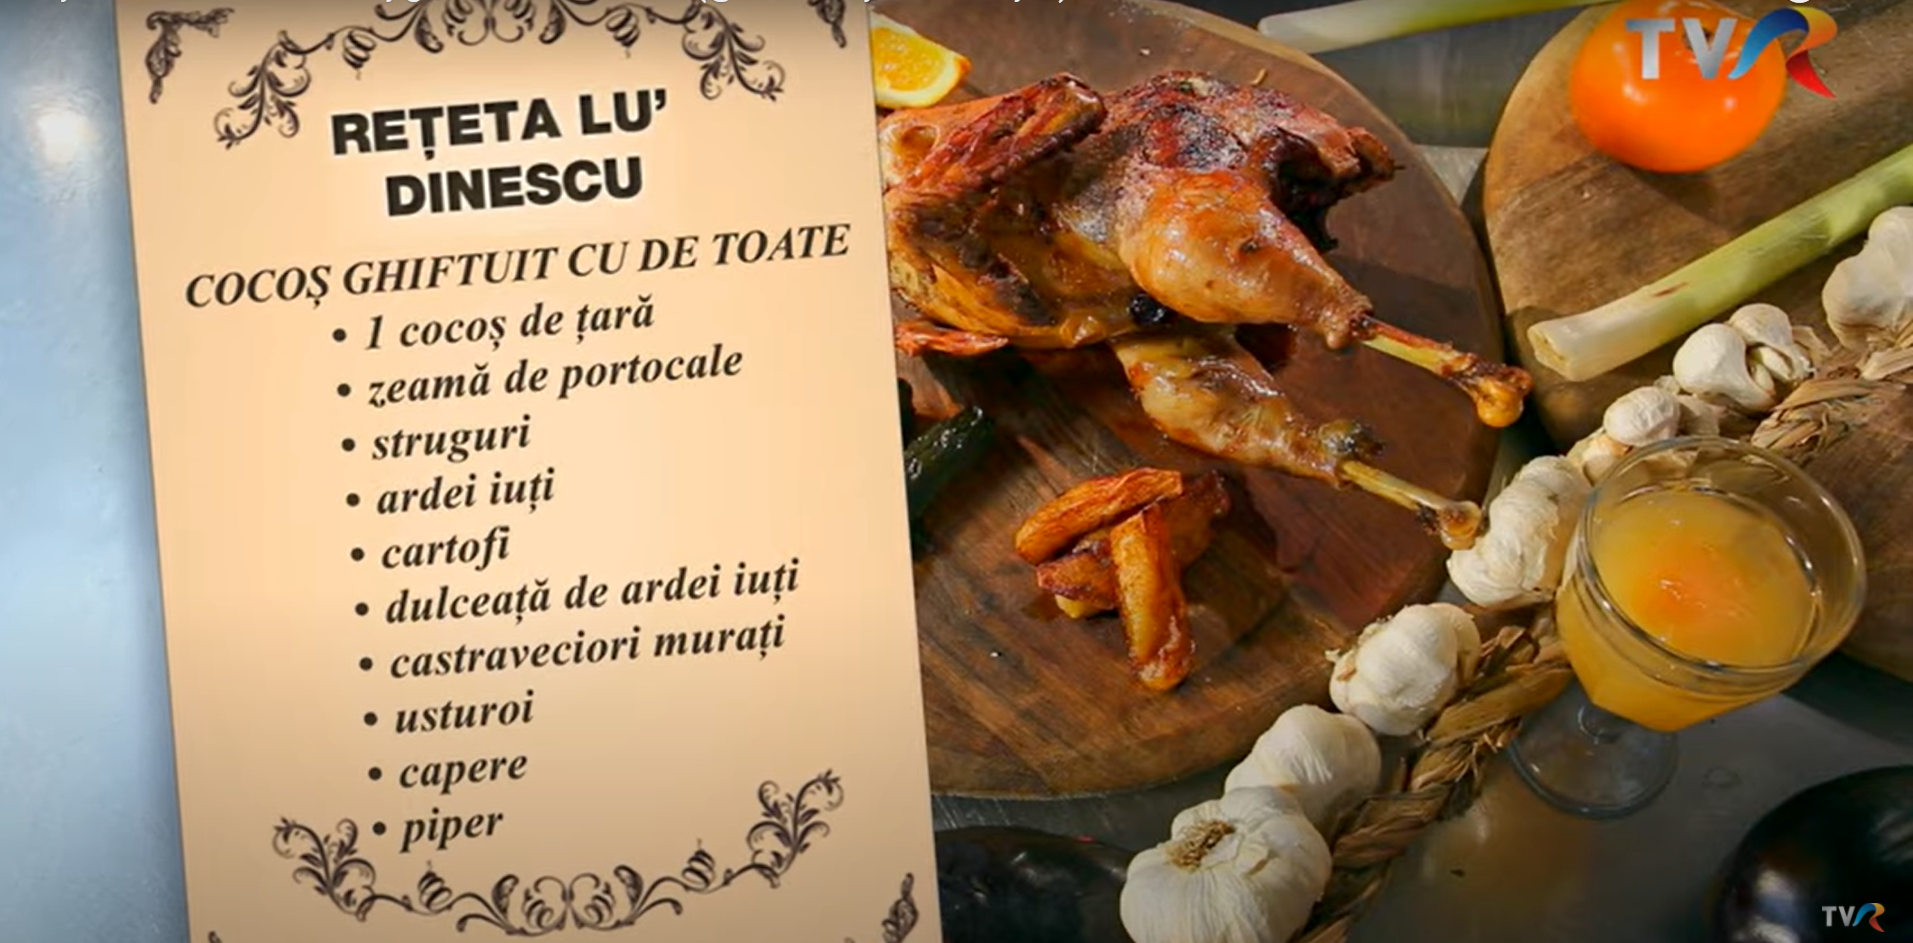 REȚETA LU’
DINESCU
COCOȘ GHIFTUIT CU DE TOATE
• 1 cocoș de țară
• zeamă de portocale
• struguri
• ardei iuți
• cartofi
• dulceață de ardei iuți
• castraveciori murați
• usturoi
• capere
• piper
TVR
TVR